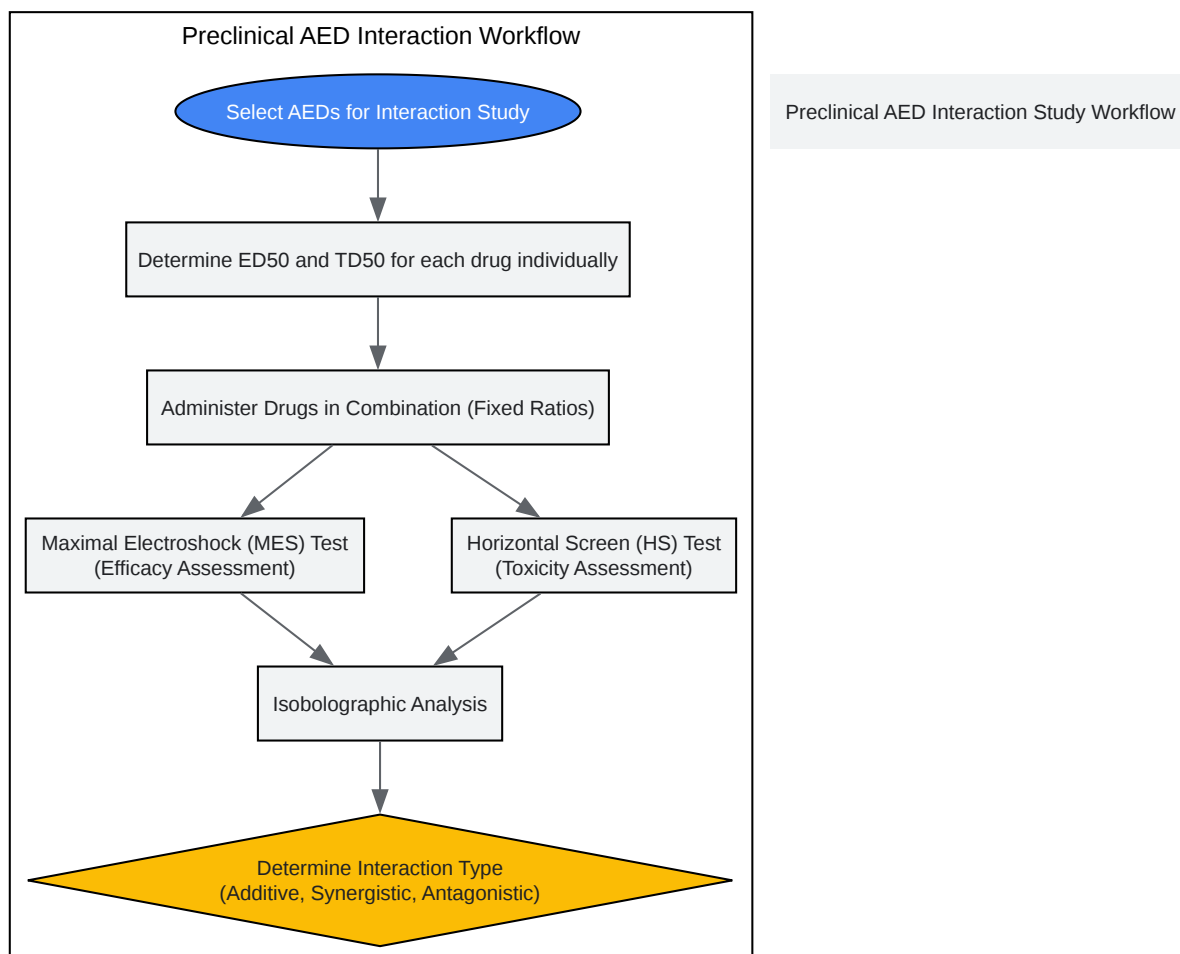 Preclinical AED Interaction Workflow
Select AEDs for Interaction Study
Preclinical AED Interaction Study Workflow
Determine ED50 and TD50 for each drug individually
Administer Drugs in Combination (Fixed Ratios)
Maximal Electroshock (MES) Test
(Efficacy Assessment)
Horizontal Screen (HS) Test
(Toxicity Assessment)
Isobolographic Analysis
Determine Interaction Type
(Additive, Synergistic, Antagonistic)